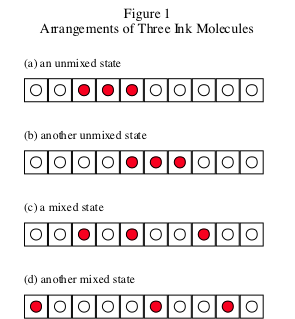 Figure 1
Arrangements of Three Ink Molecules
(a) an unmixed state
(b) another unmixed state
(c) a mixed state
(d) another mixed state